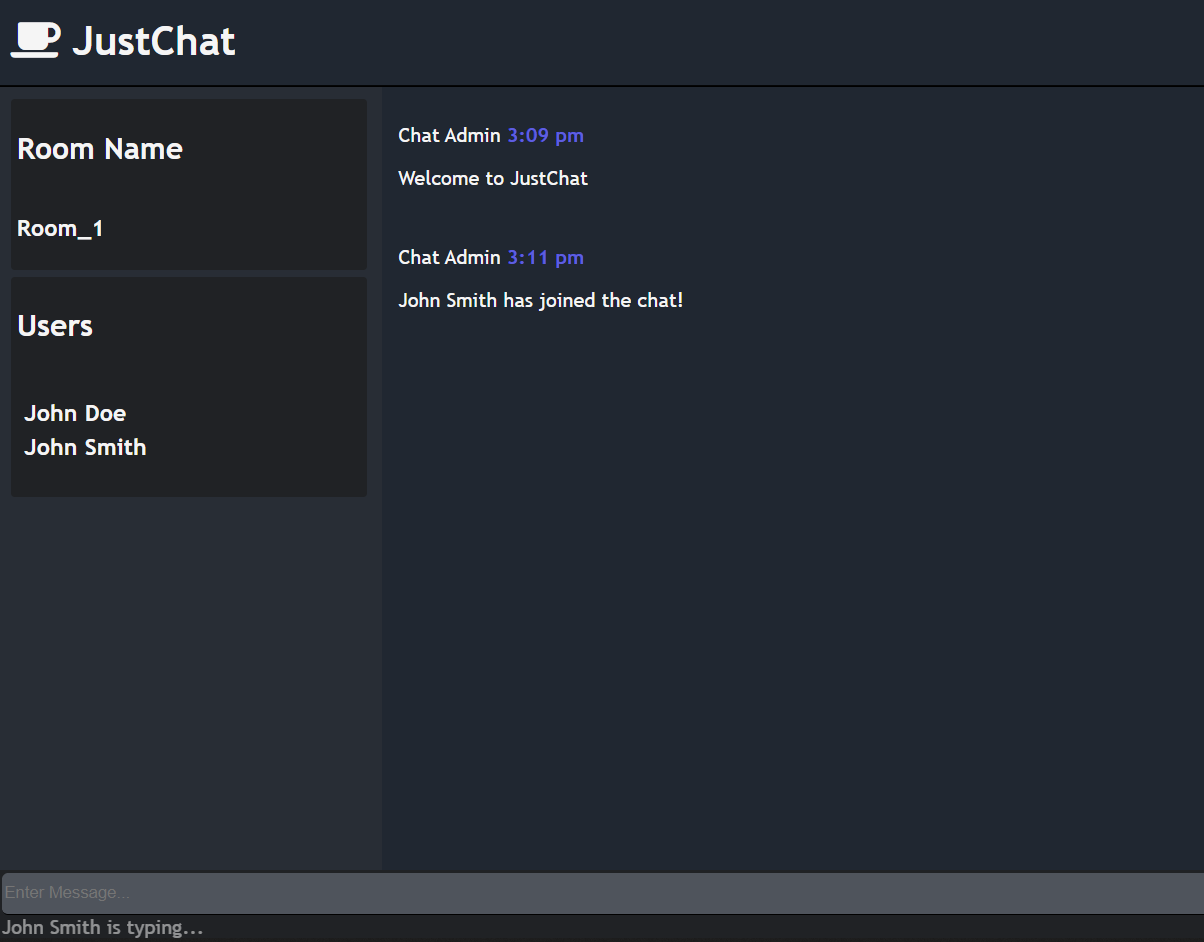 JustChat
Room Name
Room_1
Users
John Doe
John Smith
Chat Admin 3:09 pm
Welcome to JustChat
Chat Admin 3:11 pm
John Smith has joined the chat!
Enter Message...
John Smith is typing...